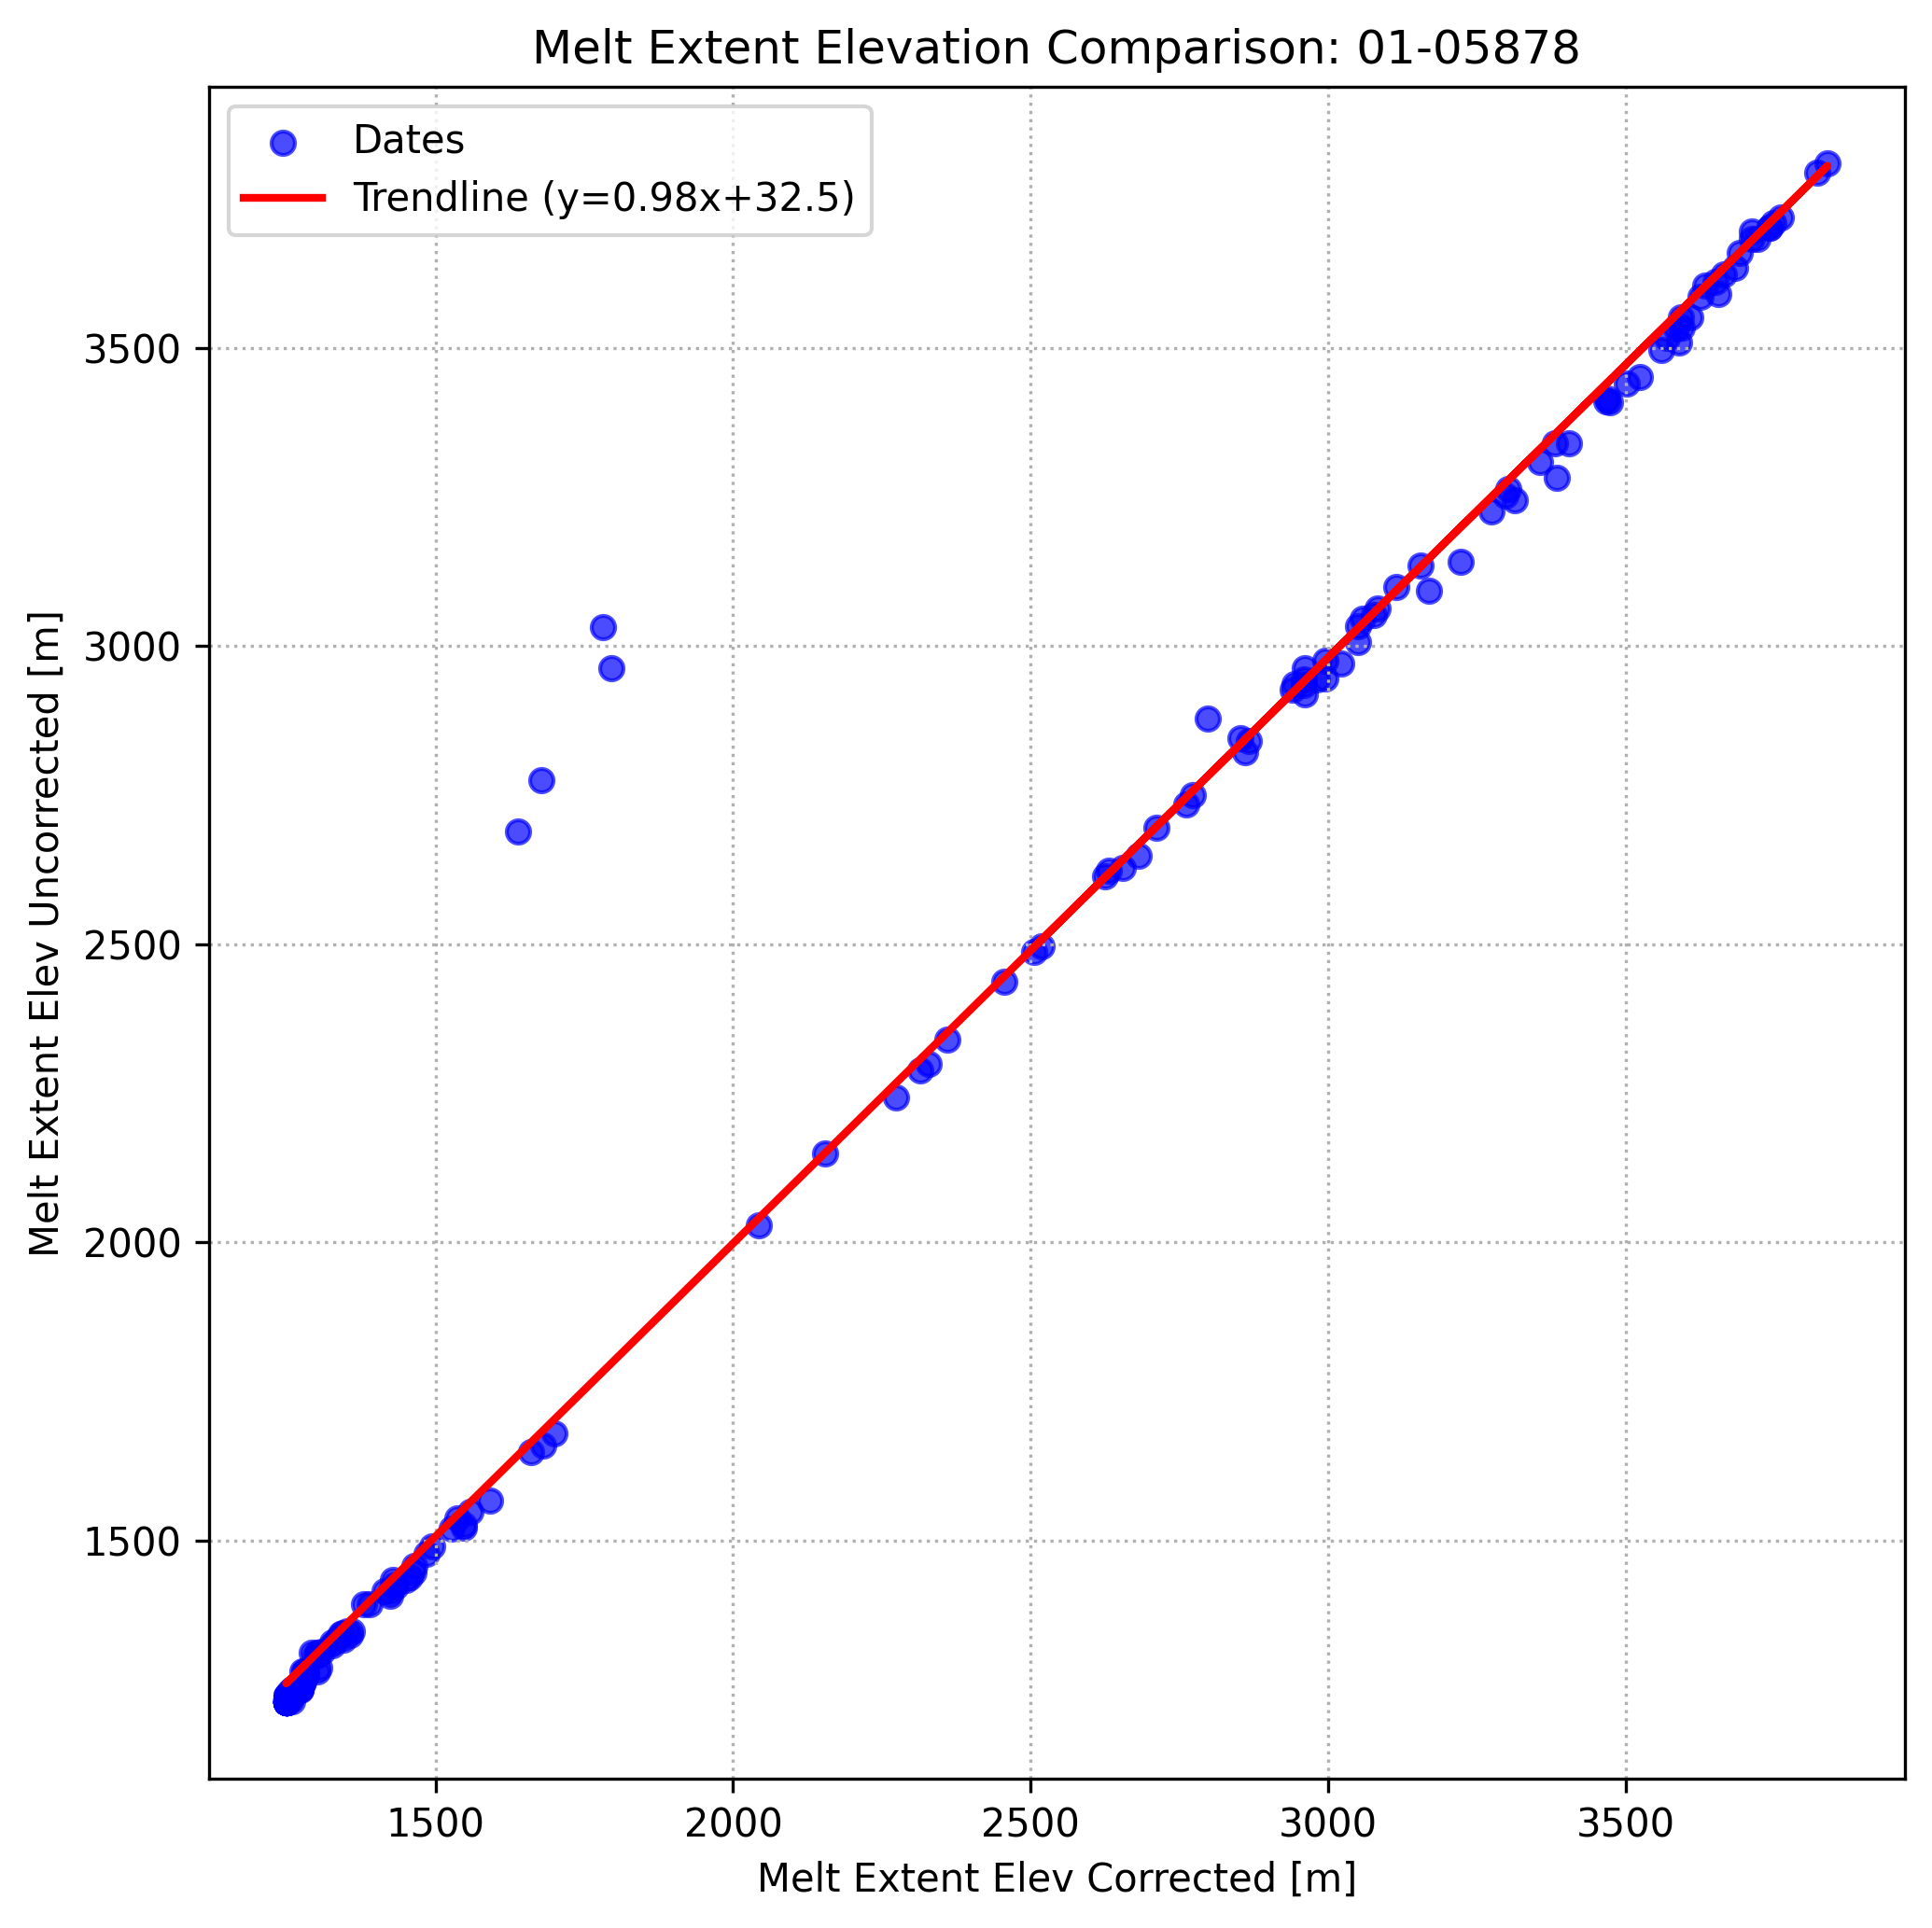 Melt Extent Elevation Comparison: 01-05878
Dates
Trendline (y=0.98x+32.5)
Melt Extent Elev Uncorrected [m]
3500
3000
2500
2000
1500
1500 2000 2500 3000 3500
Melt Extent Elev Corrected [m]